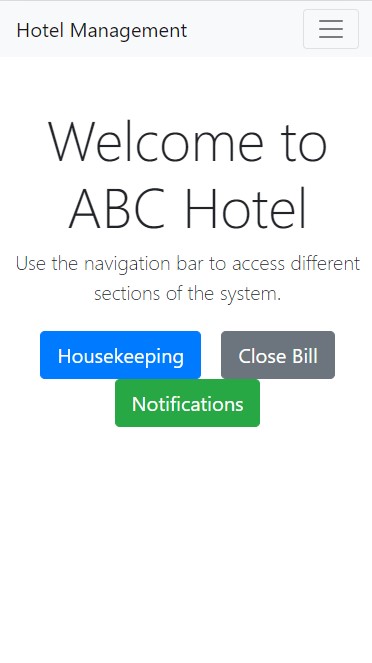 Hotel Management
Welcome to
ABC Hotel
Use the navigation bar to access different
sections of the system.
Housekeeping Close Bill
Notifications